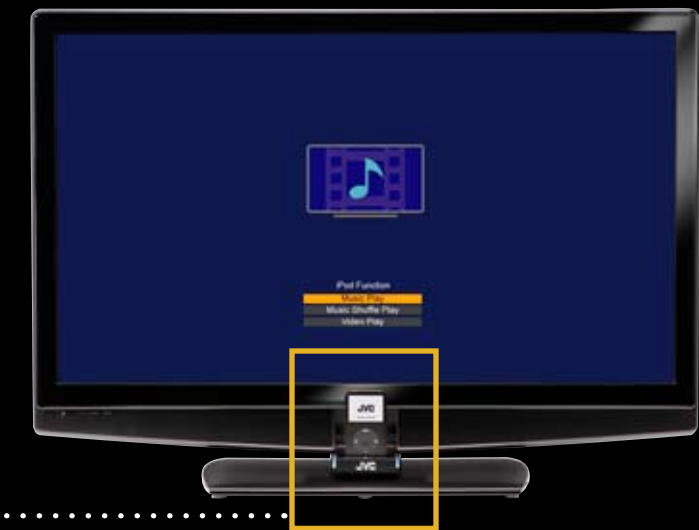 iPod Function
Music Play
Music Shuffle Play
Video Play
JVC
JVC